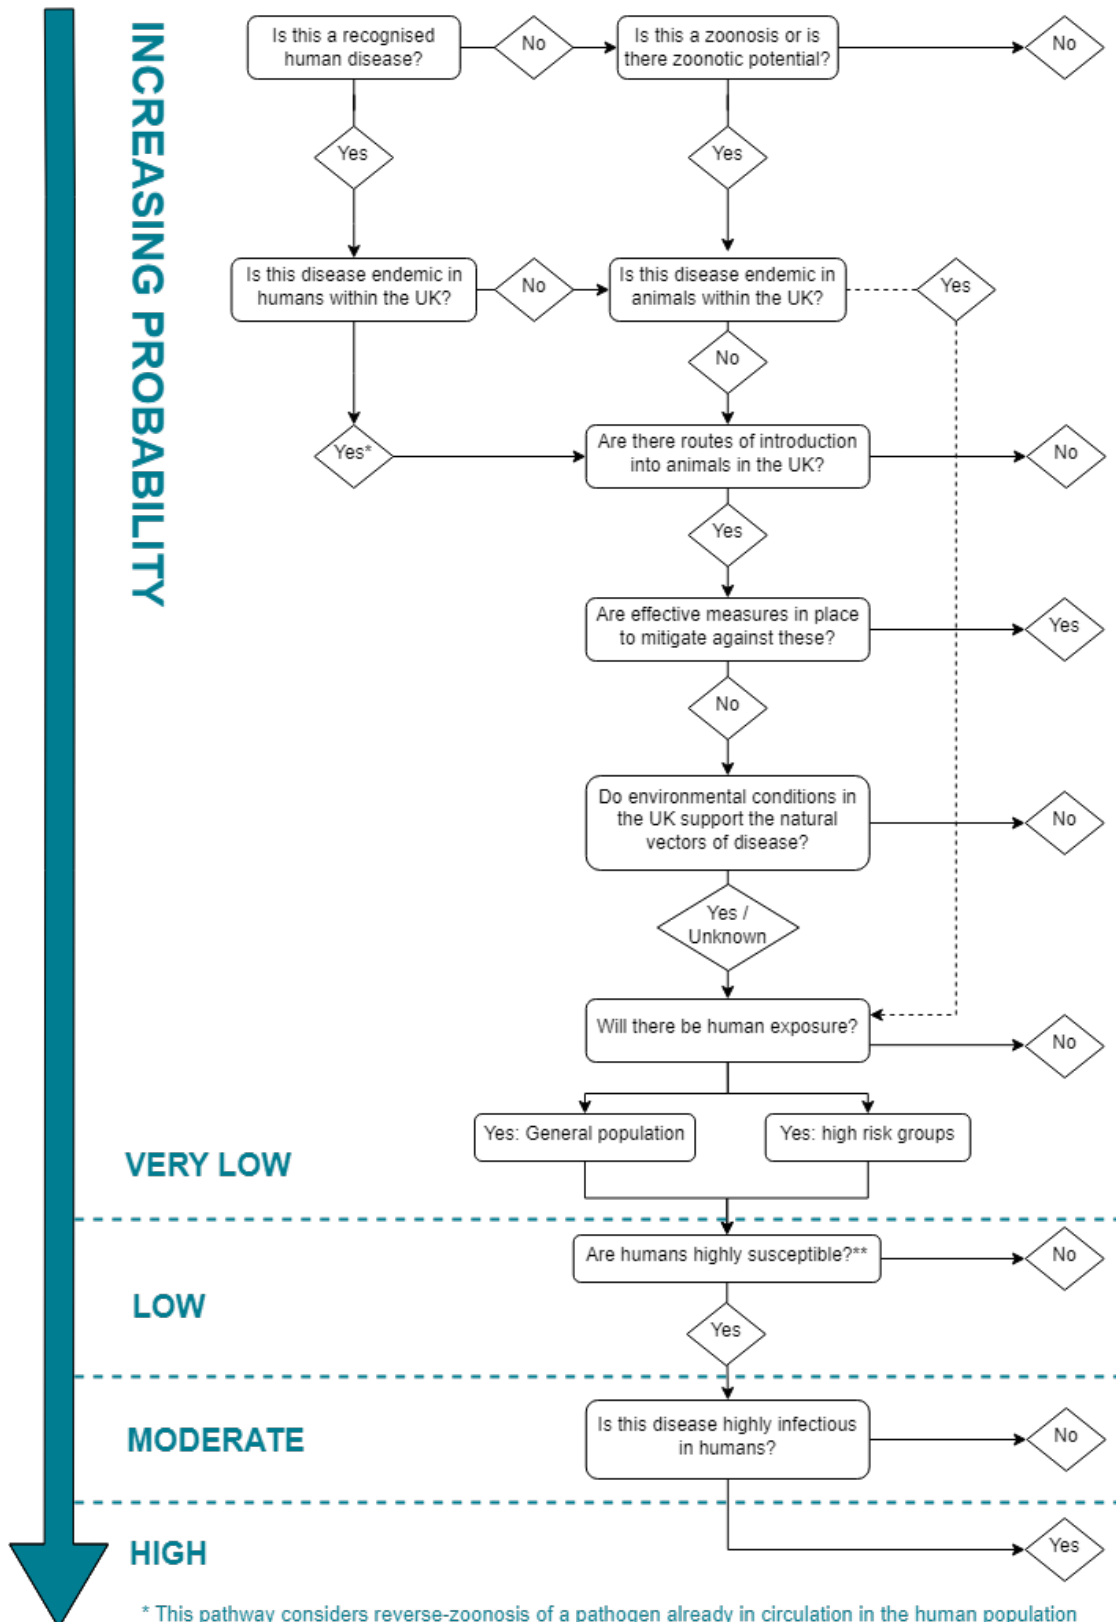 INCREASING PROBABILITY
Is this a recognised
human disease?
No
Is this a zoonosis or is
there zoonotic potential?
No
Yes
Yes
Is this disease endemic in
humans within the UK?
No
Is this disease endemic in
animals within the UK?
Yes
No
Yes*
Are there routes of introduction
into animals in the UK?
No
Yes
Are effective measures in place
to mitigate against these?
Yes
No
Do environmental conditions in
the UK support the natural
vectors of disease?
No
Yes /
Unknown
Will there be human exposure?
No
Yes: General population
Yes: high risk groups
VERY LOW
Are humans highly susceptible?**
No
LOW
Yes
Is this disease highly infectious
in humans?
No
MODERATE
HIGH
Yes
* This pathway considers reverse-zoonosis of a pathogen already in circulation in the human population